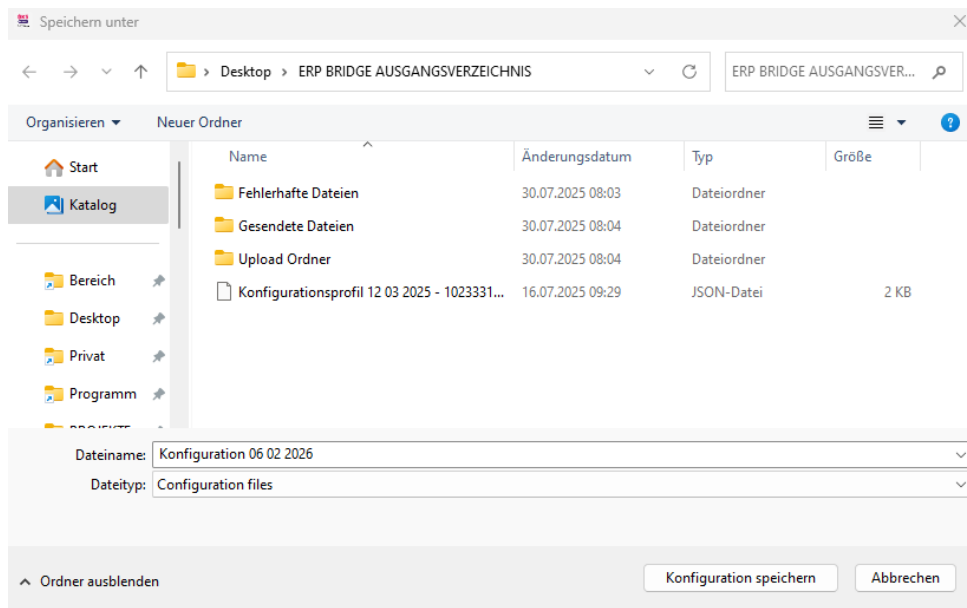 Speichern unter
Desktop > ERP BRIDGE AUSGANGSVERZEICHNIS
ERP BRIDGE AUSGANGSVER...
Organisieren
Neuer Ordner
Start
Katalog
Bereich
Desktop
Privat
Programm
Name Änderungsdatum Typ Größe
Fehlerhafte Dateien 30.07.2025 08:03 Dateiordner
Gesendete Dateien 30.07.2025 08:04 Dateiordner
Upload Ordner 30.07.2025 08:04 Dateiordner
Konfigurationsprofil 12 03 2025 - 1023331... 16.07.2025 09:29 JSON-Datei 2 KB
Dateiname: Konfiguration 06 02 2026
Dateityp: Configuration files
Ordner ausblenden
Konfiguration speichern
Abbrechen